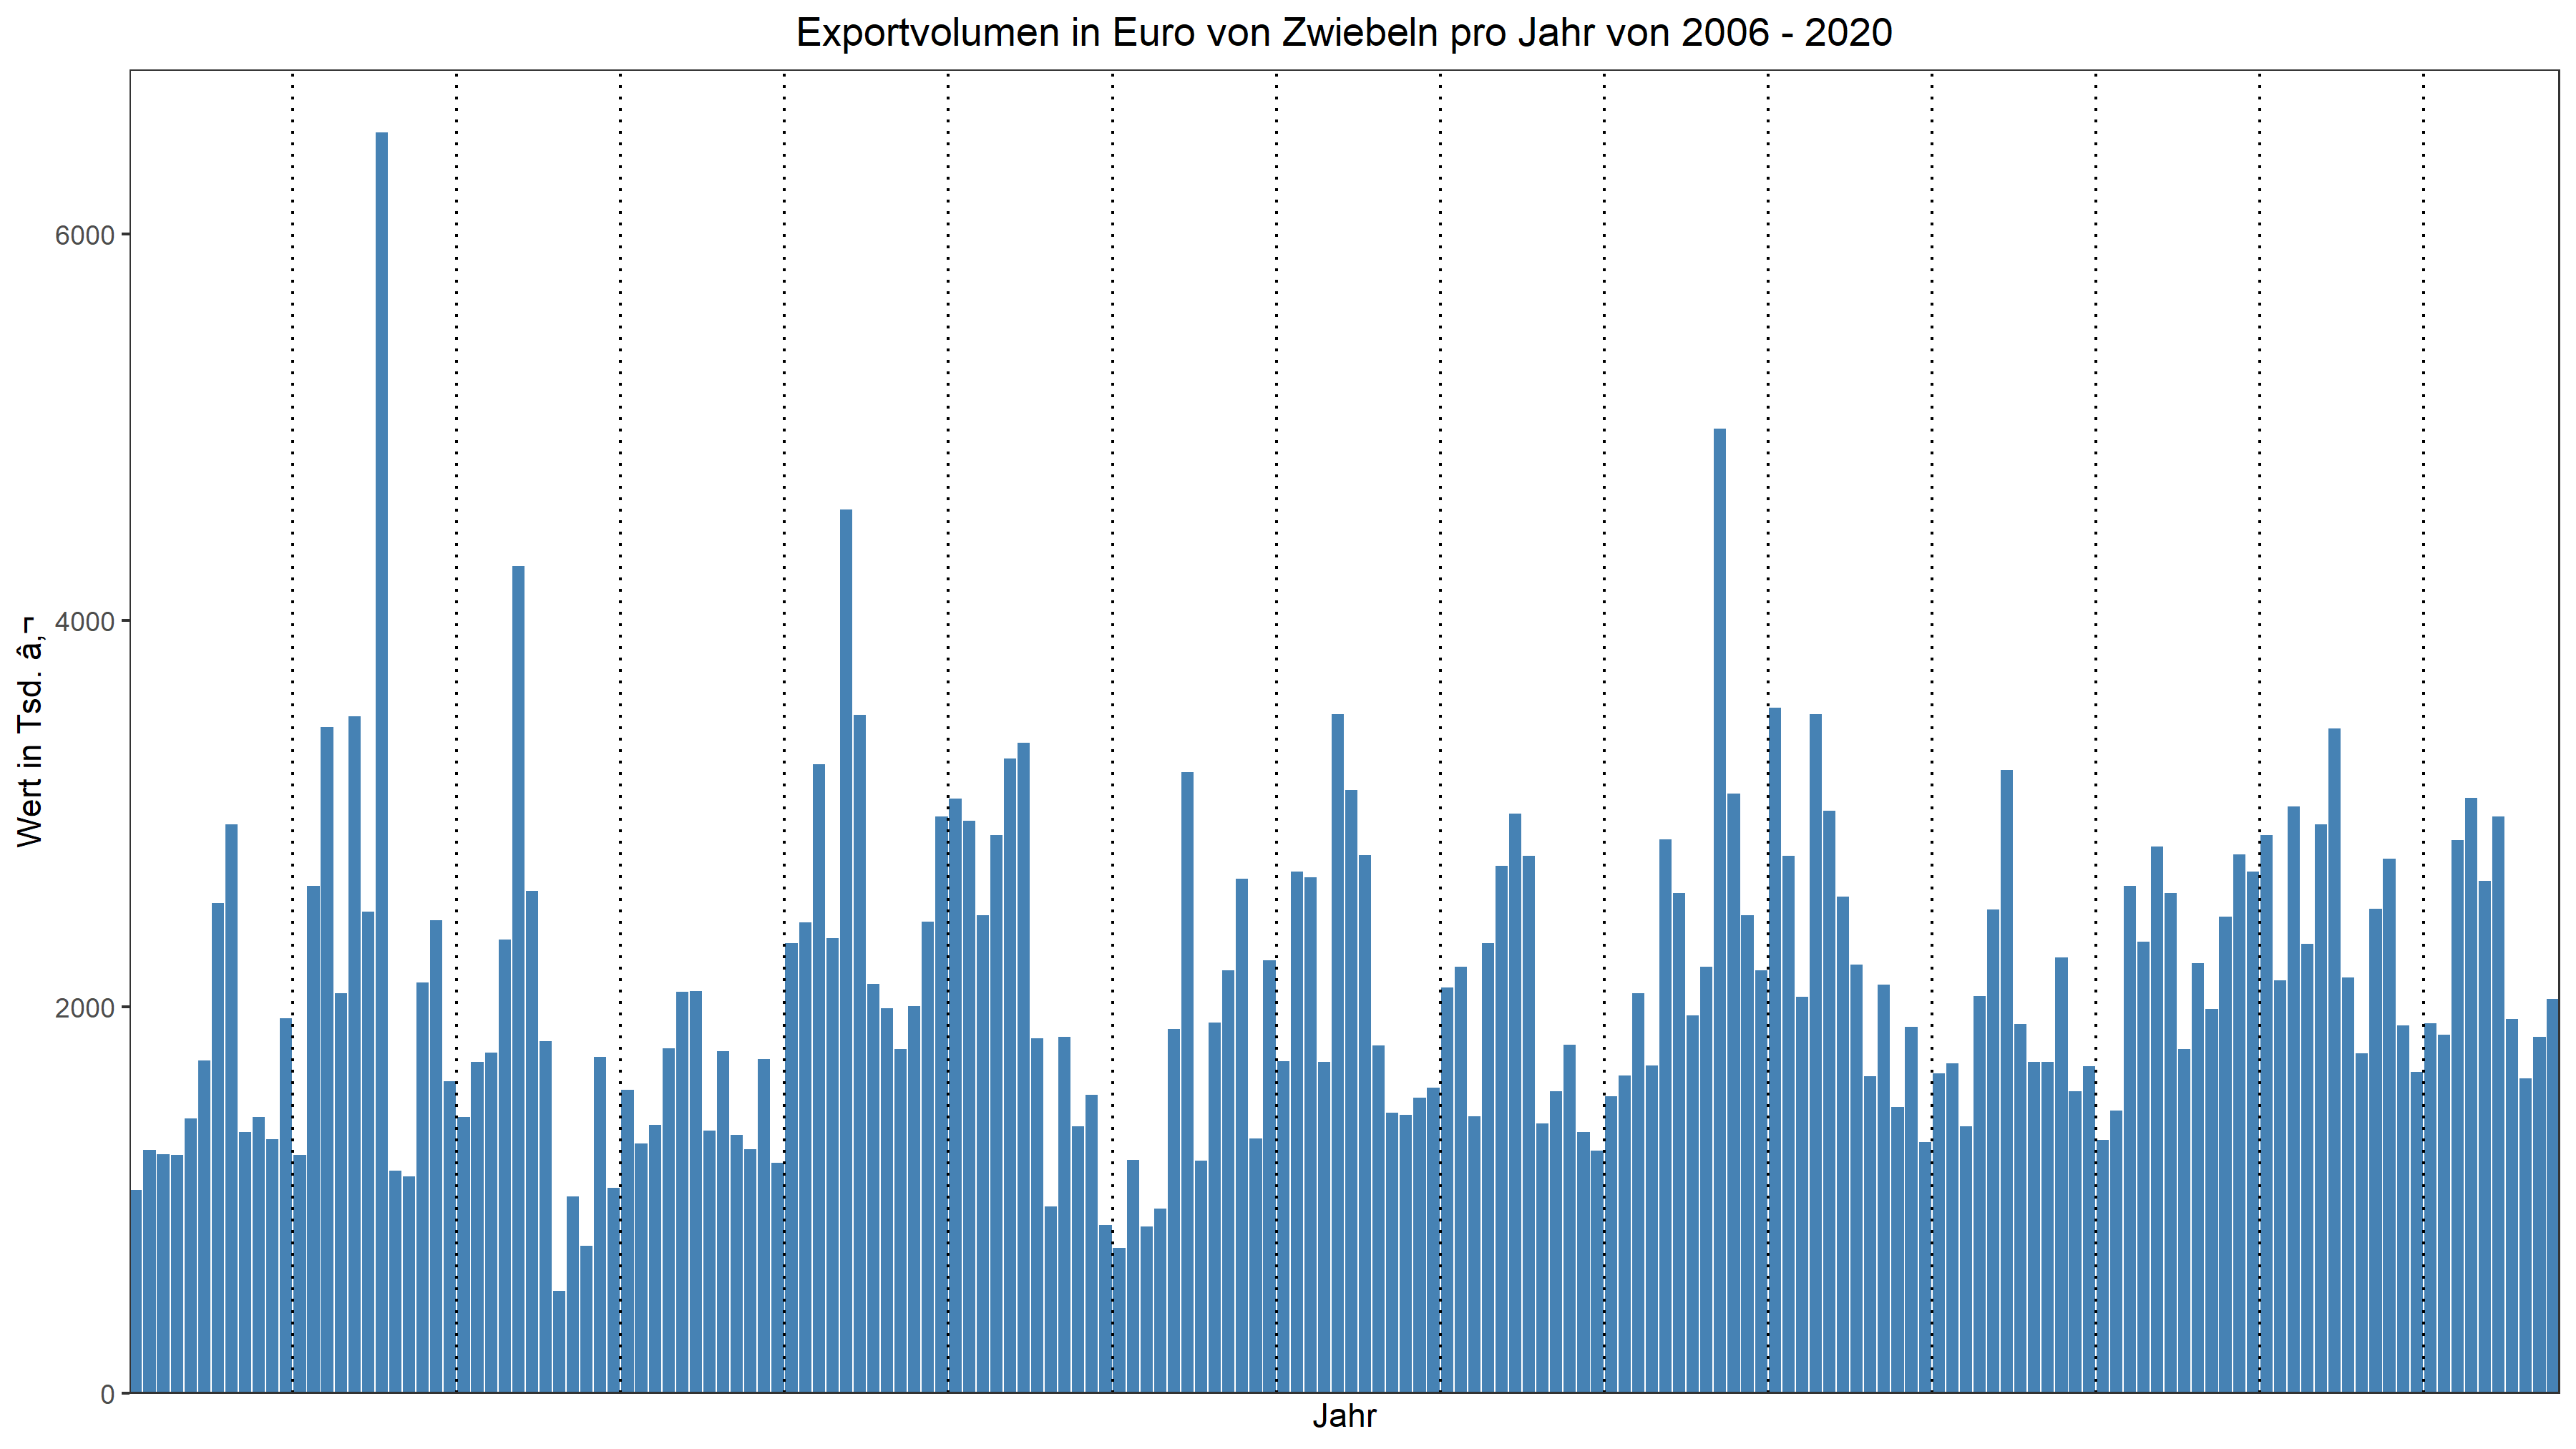 Exportvolumen in Euro von Zwiebeln pro Jahr von 2006 - 2020
Wert in Tsd. â‚¬
6000
4000
2000
0
Jahr